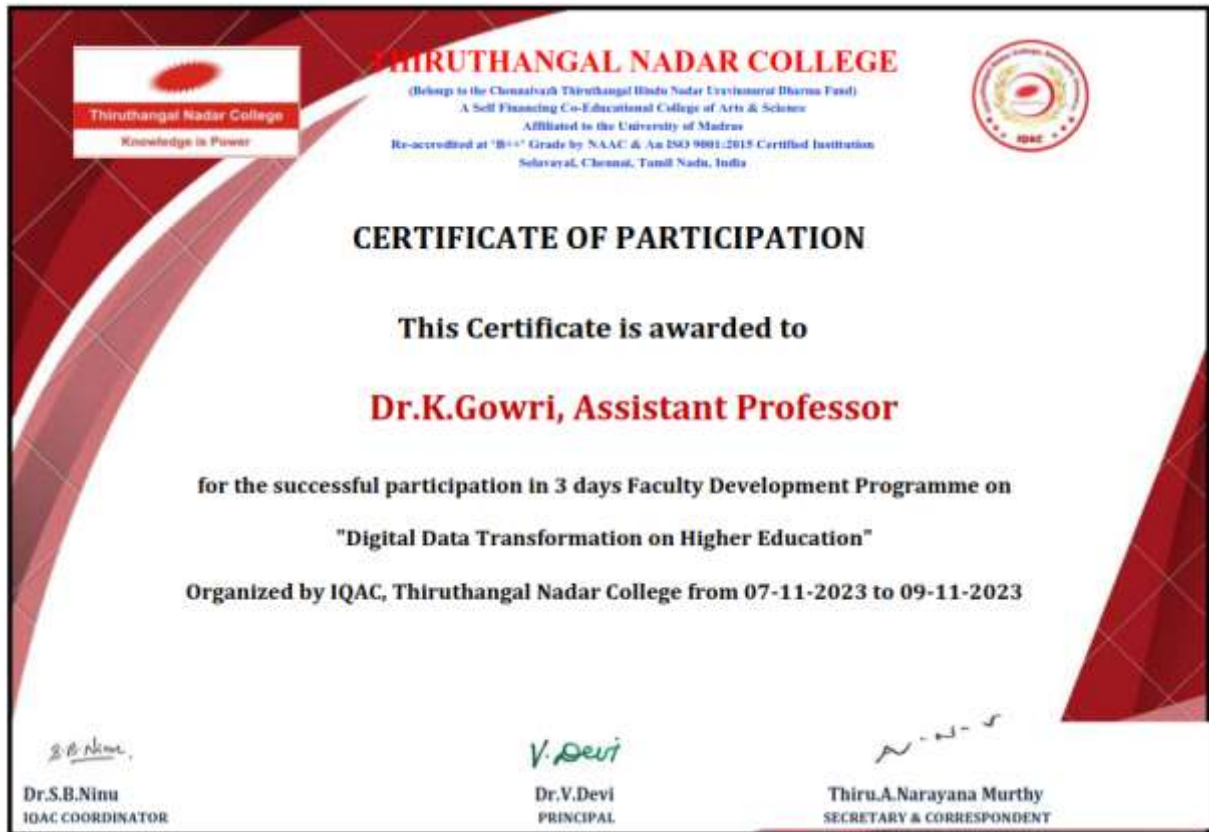 Thiruthangal Nadar College
Knowledge is Power
THIRUTHANGAL NADAR COLLEGE
(Belongs to the Chennaivazh Thiruthangal Hindu Nadar Uravinmurai Dharma Fund)
A Self Financing Co-Educational College of Arts & Science
Affiliated to the University of Madras
Re-accredited at 'B++' Grade by NAAC & An ISO 9001:2015 Certified Institution
Selavayal, Chennai, Tamil Nadu, India
IQAC
CERTIFICATE OF PARTICIPATION
This Certificate is awarded to
Dr.K.Gowri, Assistant Professor
for the successful participation in 3 days Faculty Development Programme on
"Digital Data Transformation on Higher Education"
Organized by IQAC, Thiruthangal Nadar College from 07-11-2023 to 09-11-2023
S.B.Ninu.
V. Devi
Dr.S.B.Ninu
Dr.V.Devi
Thiru.A.Narayana Murthy
IQAC COORDINATOR
PRINCIPAL
SECRETARY & CORRESPONDENT